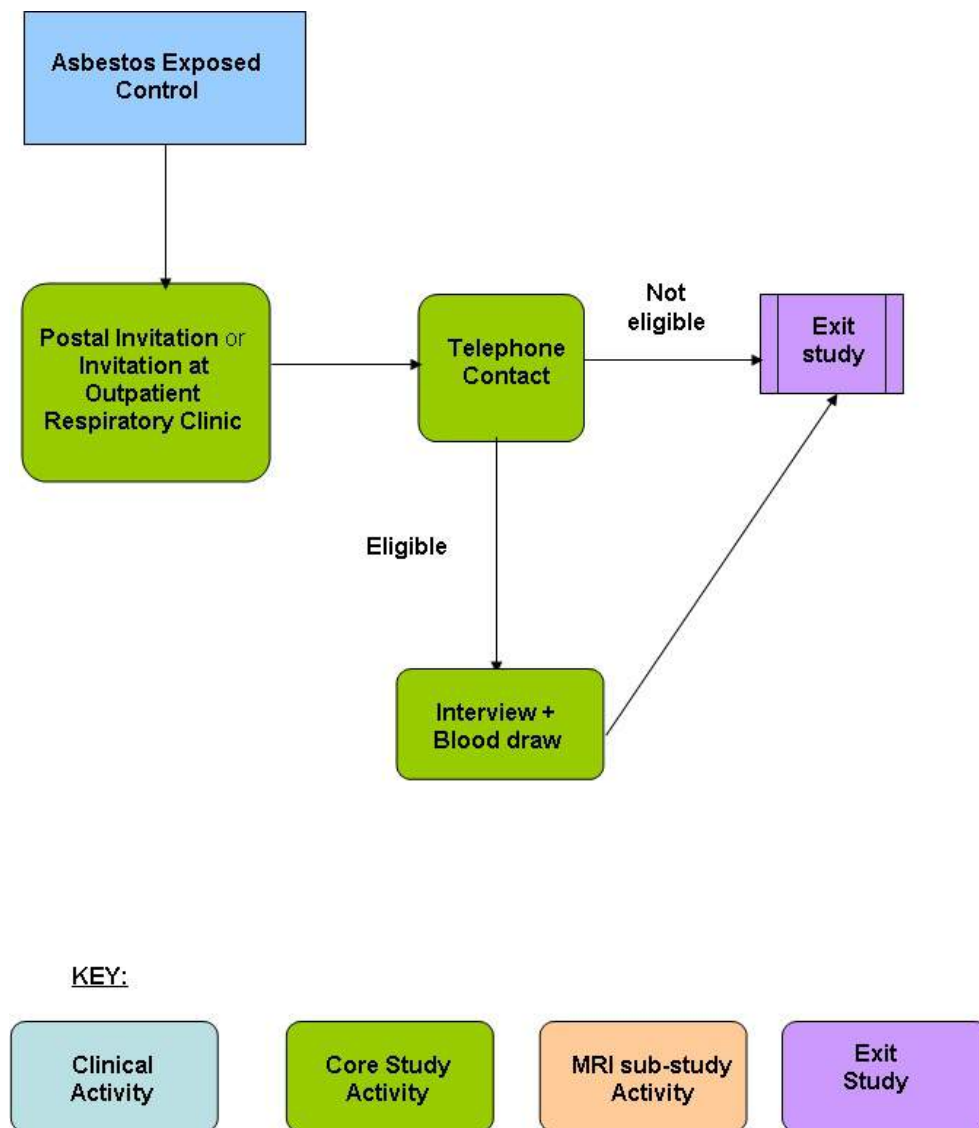 Asbestos Exposed
Control
Postal Invitation or
Invitation at
Outpatient
Respiratory Clinic
Telephone
Contact
Not
eligible
Exit
study
Eligible
Interview +
Blood draw
KEY:
Clinical
Activity
Core Study
Activity
MRI sub-study
Activity
Exit
Study